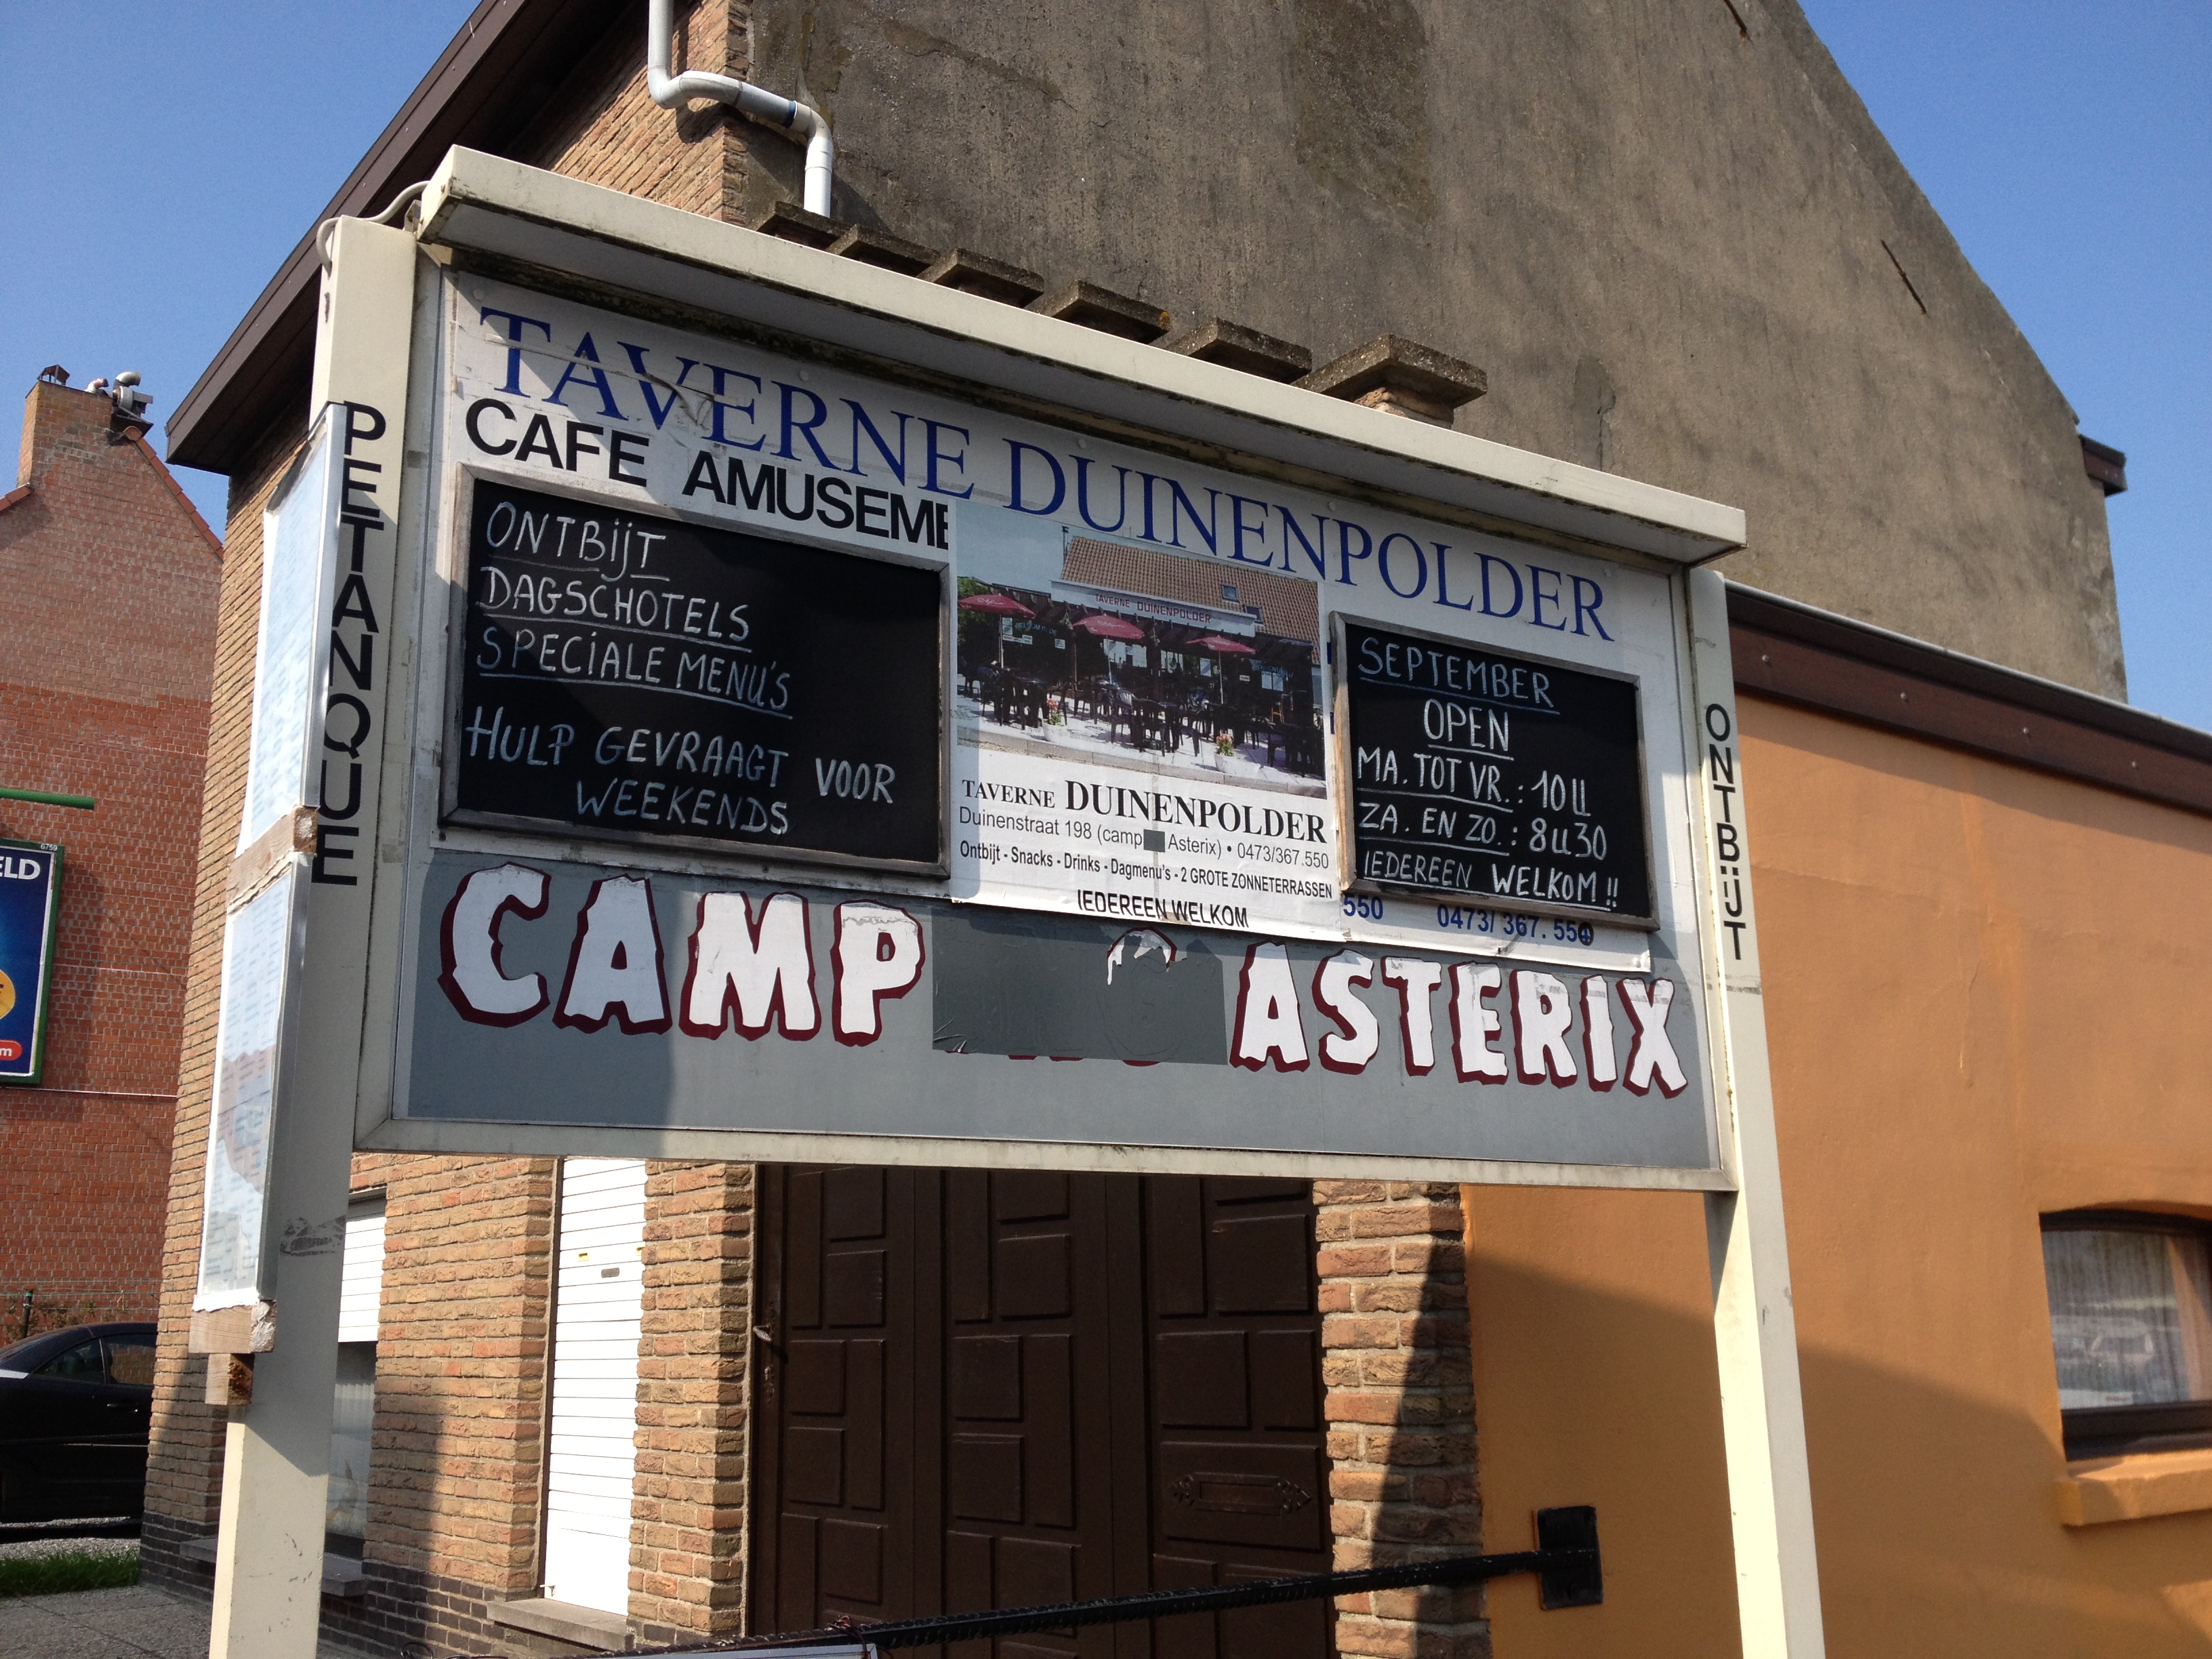 TAVERNE DUINENPOLDER
CAFE AMUSEME
ONTBIJT
DAGSCHOTELS
SPECIALE MENU'S
HULP GEVRAAGT VOOR
WEEKENDS
TAVERNE DUINENPOLDER
TAVERNE DUINENPOLDER
Duinenstraat 198 (camp Asterix) • 0473/367.550
Ontbijt - Snacks - Drinks - Dagmenu's - 2 GROTE ZONNETERRASSEN
IEDEREEN WELKOM
SEPTEMBER
OPEN
MA. TOT VR.: 10U
ZA. EN ZO.: 8U30
IEDEREEN WELKOM!!
550 0473/ 367. 550
CAMP ASTERIX
PETANQUE
ONTBIJT
ELD
6759
m